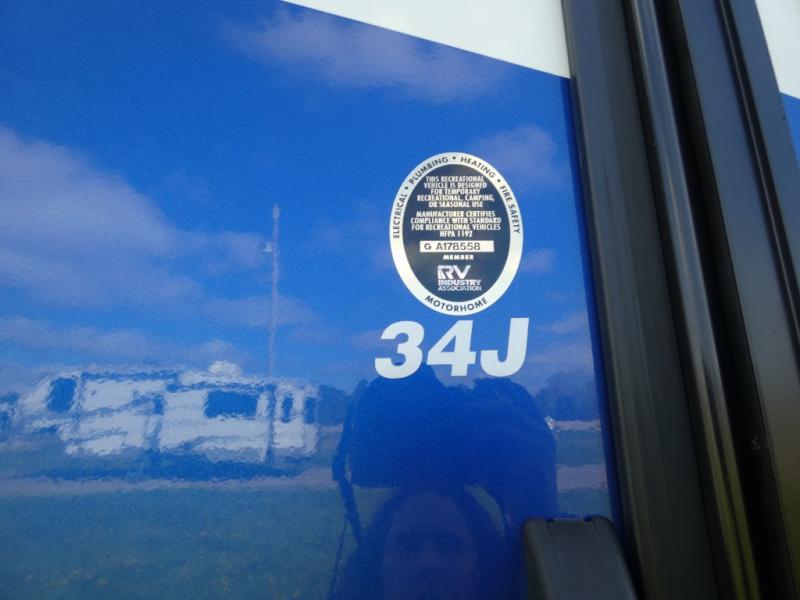 ELECTRICAL • PLUMBING • HEATING • FIRE SAFETY
THIS RECREATIONAL
VEHICLE IS DESIGNED
FOR TEMPORARY
RECREATIONAL, CAMPING,
OR SEASONAL USE
MANUFACTURER CERTIFIES
COMPLIANCE WITH STANDARD
FOR RECREATIONAL VEHICLES
NFPA 1192
G A178558
MEMBER
RV
INDUSTRY
ASSOCIATION
MOTORHOME
34J